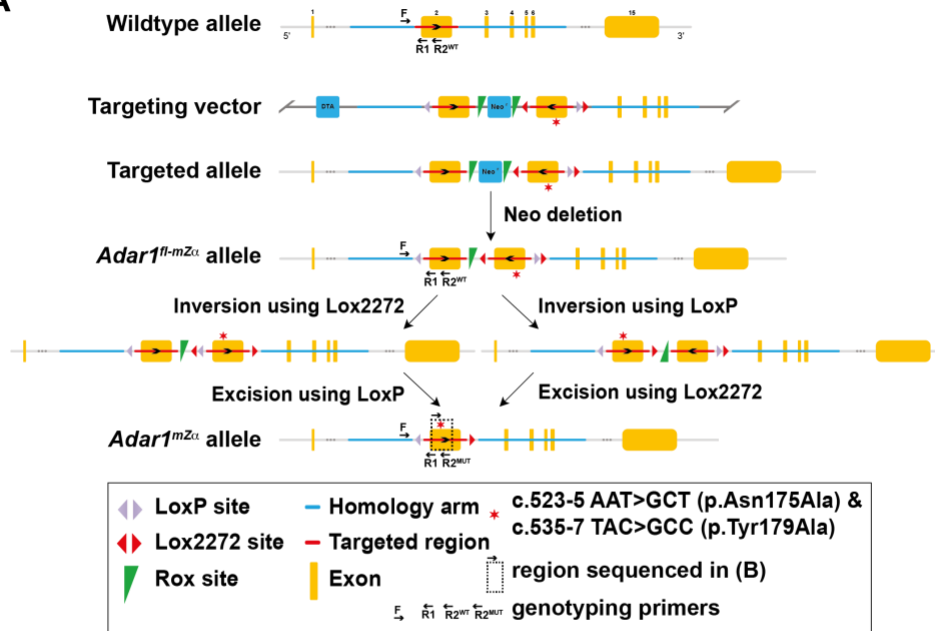 A
Wildtype allele
F
1 2 3 4 5 6 15
5' ... ... 3'
R1 R2WT
Targeting vector
DTA Neo
Targeted allele
... Neo ...
Neo deletion
Adar1fl-mZα allele
F
... ...
R1 R2WT
Inversion using Lox2272 Inversion using LoxP
... ... ... ...
Excision using LoxP Excision using Lox2272
Adar1mZα allele
F
... ...
R1 R2MUT
LoxP site
Lox2272 site
Rox site
Homology arm
Targeted region
Exon
c.523-5 AAT>GCT (p.Asn175Ala) &
c.535-7 TAC>GCC (p.Tyr179Ala)
region sequenced in (B)
F R1 R2WT R2MUT genotyping primers